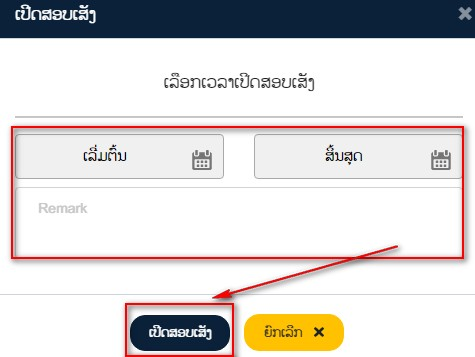 ເປີດສອບເສັງ
ເລືອກເວລາເປີດສອບເສັງ
ເລີ່ມຕົ້ນ
ສິ້ນສຸດ
Remark
ເປີດສອບເສັງ
ຍົກເລີກ